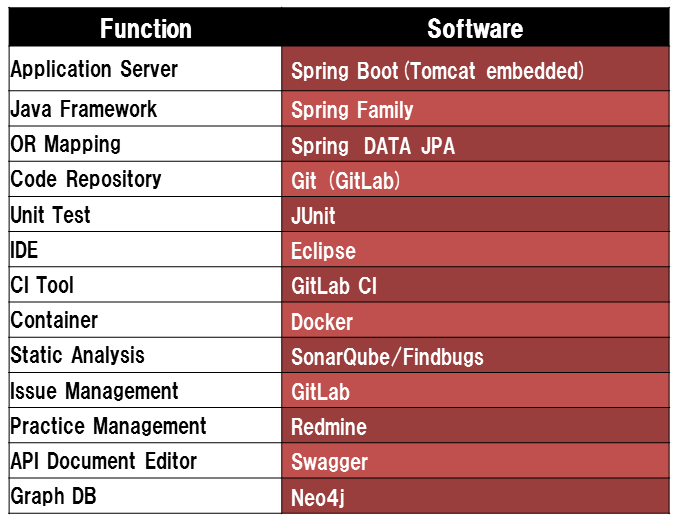 Function Software
Application Server Spring Boot(Tomcat embedded)
Java Framework Spring Family
OR Mapping Spring DATA JPA
Code Repository Git (GitLab)
Unit Test JUnit
IDE Eclipse
CI Tool GitLab CI
Container Docker
Static Analysis SonarQube/Findbugs
Issue Management GitLab
Practice Management Redmine
API Document Editor Swagger
Graph DB Neo4j